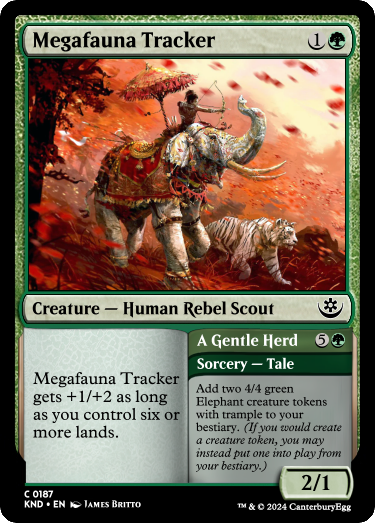 Megafauna Tracker 1
Creature — Human Rebel Scout
Megafauna Tracker
gets +1/+2 as long
as you control six or
more lands.
A Gentle Herd 5
Sorcery — Tale
Add two 4/4 green
Elephant creature tokens
with trample to your
bestiary. (If you would create
a creature token, you may
instead put one into play from
your bestiary.)
2/1
C 0187
KND • EN JAMES BRITTO
™ & © 2024 CanterburyEgg